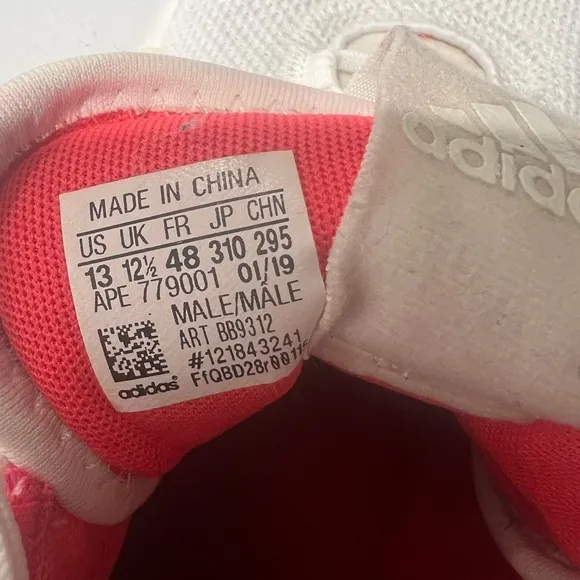 MADE IN CHINA
US UK FR JP CHN
13 12½ 48 310 295
APE 779001 01/19
MALE/MÂLE
ART BB9312
#121843241
adidas
adidas